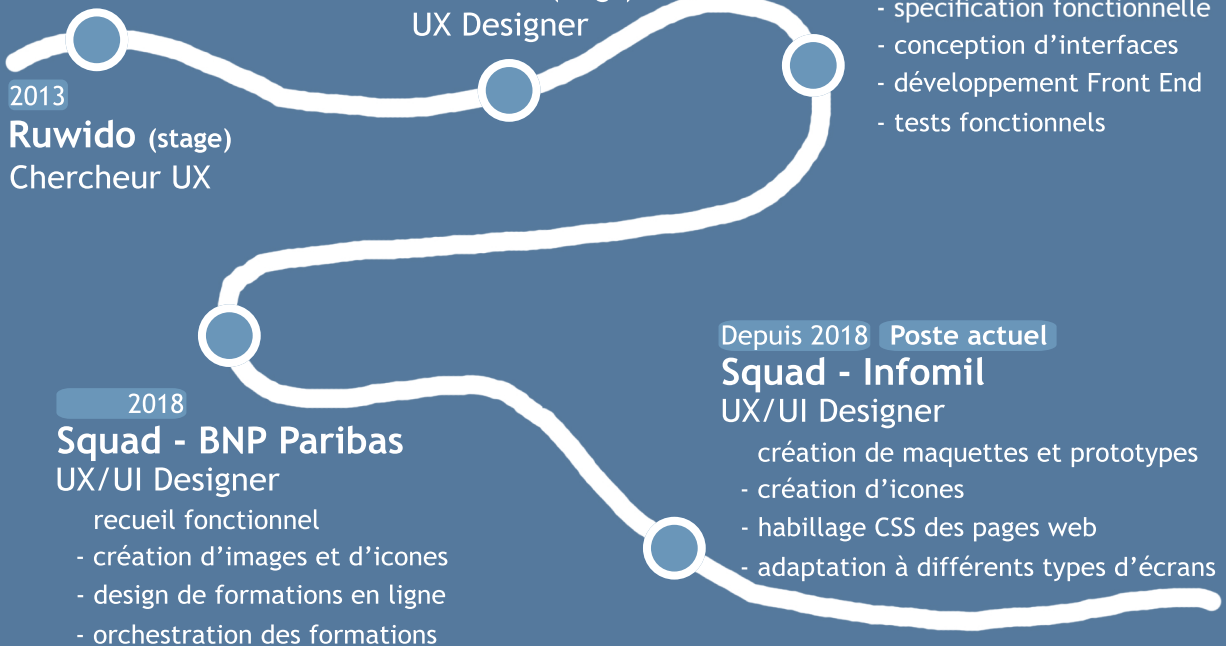 UX Designer
- spécification fonctionnelle
- conception d’interfaces
- développement Front End
- tests fonctionnels
2013
Ruwido (stage)
Chercheur UX
2018
Squad - BNP Paribas
UX/UI Designer
recueil fonctionnel
- création d’images et d’icones
- design de formations en ligne
- orchestration des formations
Depuis 2018 Poste actuel
Squad - Infomil
UX/UI Designer
création de maquettes et prototypes
- création d’icones
- habillage CSS des pages web
- adaptation à différents types d’écrans